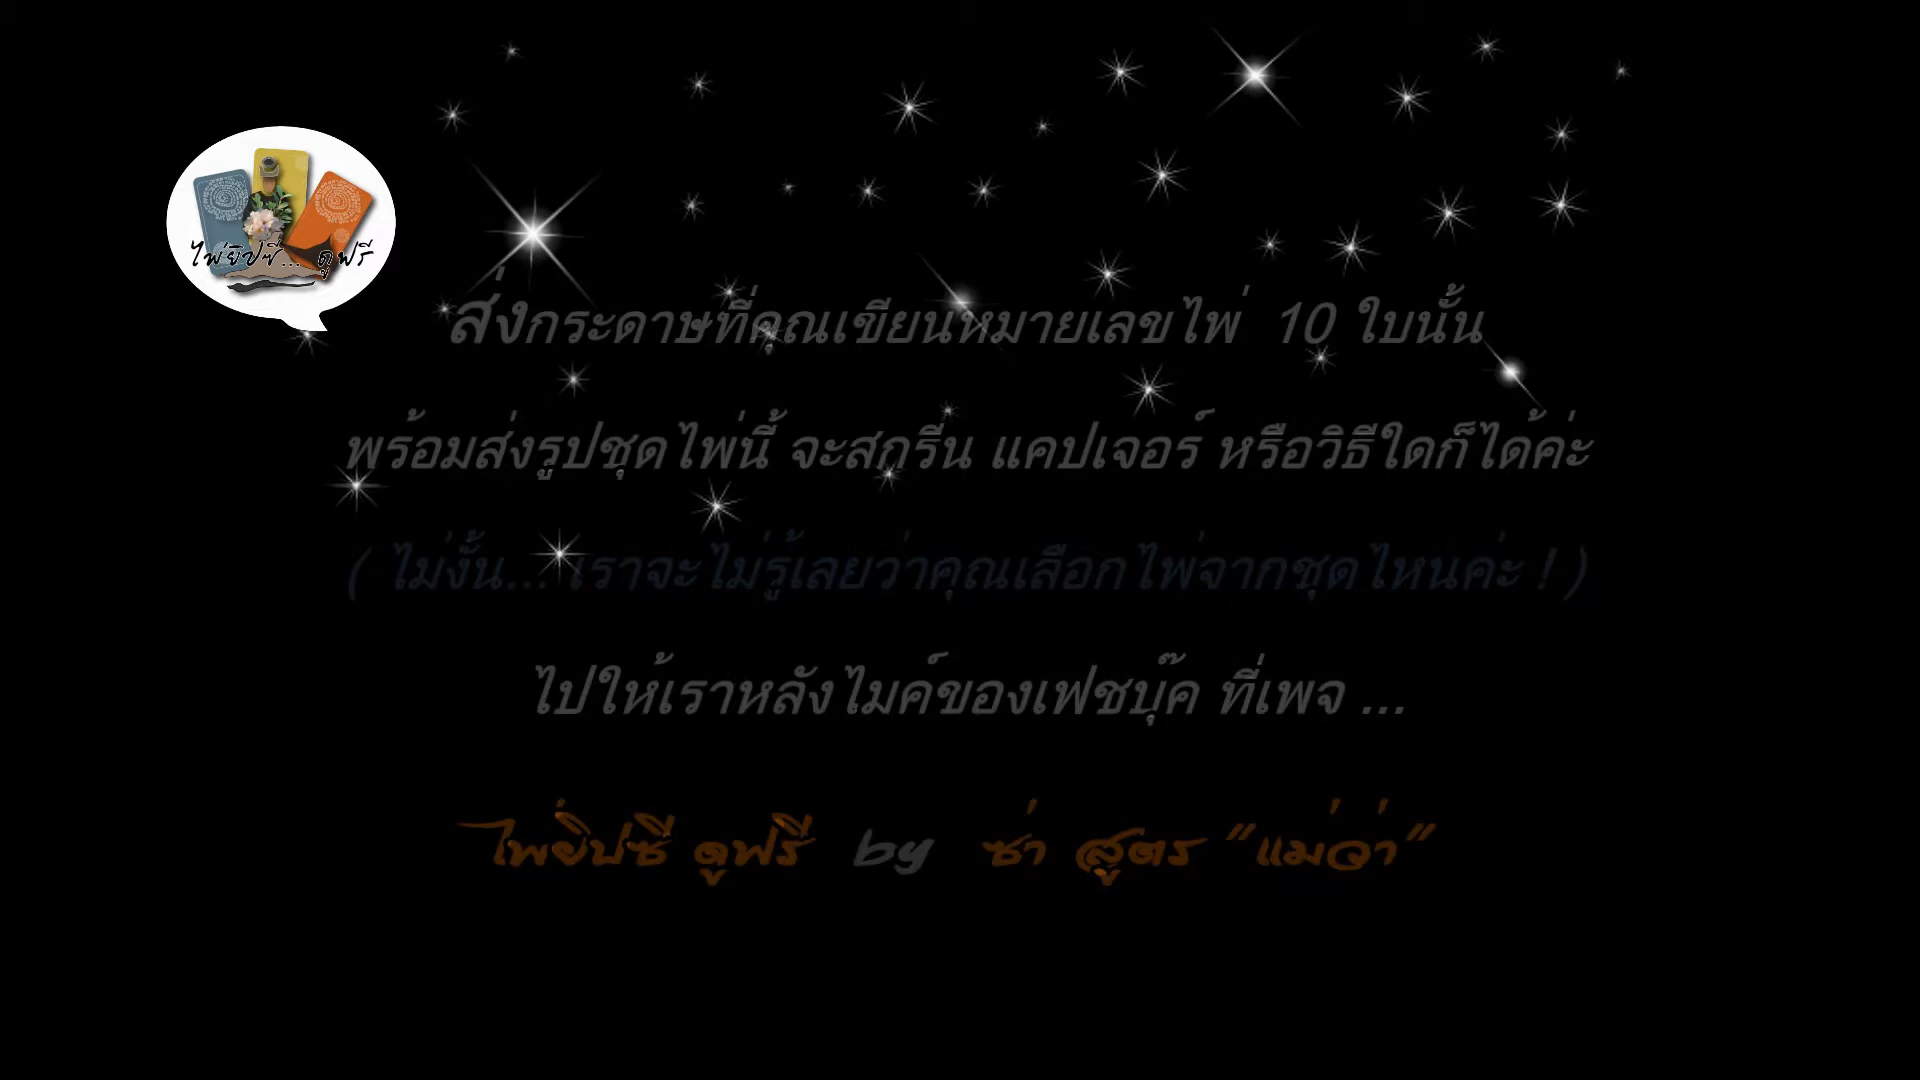 ไพ่ยิปซี... ดูฟรี
ส่งกระดาษที่คุณเขียนหมายเลขไพ่ 10 ใบนั้น
พร้อมส่งรูปชุดไพ่นี้ จะสกรีน แคปเจอร์ หรือวิธีใดก็ได้ค่ะ
( ไม่งั้น... เราจะไม่รู้เลยว่าคุณเลือกไพ่จากชุดไหนค่ะ ! )
ไปให้เราหลังไมค์ของเฟซบุ๊ค ที่เพจ ...
ไพ่ยิปซี ดูฟรี by ซ่า สูตร "แม่ว่า"